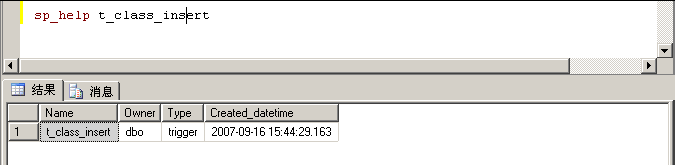 sp_help t_class_insert
结果 消息
Name Owner Type Created_datetime
1 t_class_insert dbo trigger 2007-09-16 15:44:29.163